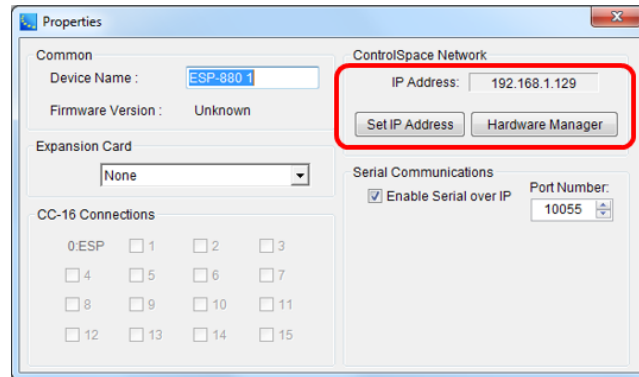 Properties
Common
Device Name : ESP-880 1
Firmware Version : Unknown
Expansion Card
None
CC-16 Connections
0:ESP 1 2 3
4 5 6 7
8 9 10 11
12 13 14 15
ControlSpace Network
IP Address: 192.168.1.129
Set IP Address Hardware Manager
Serial Communications
Enable Serial over IP Port Number:
10055